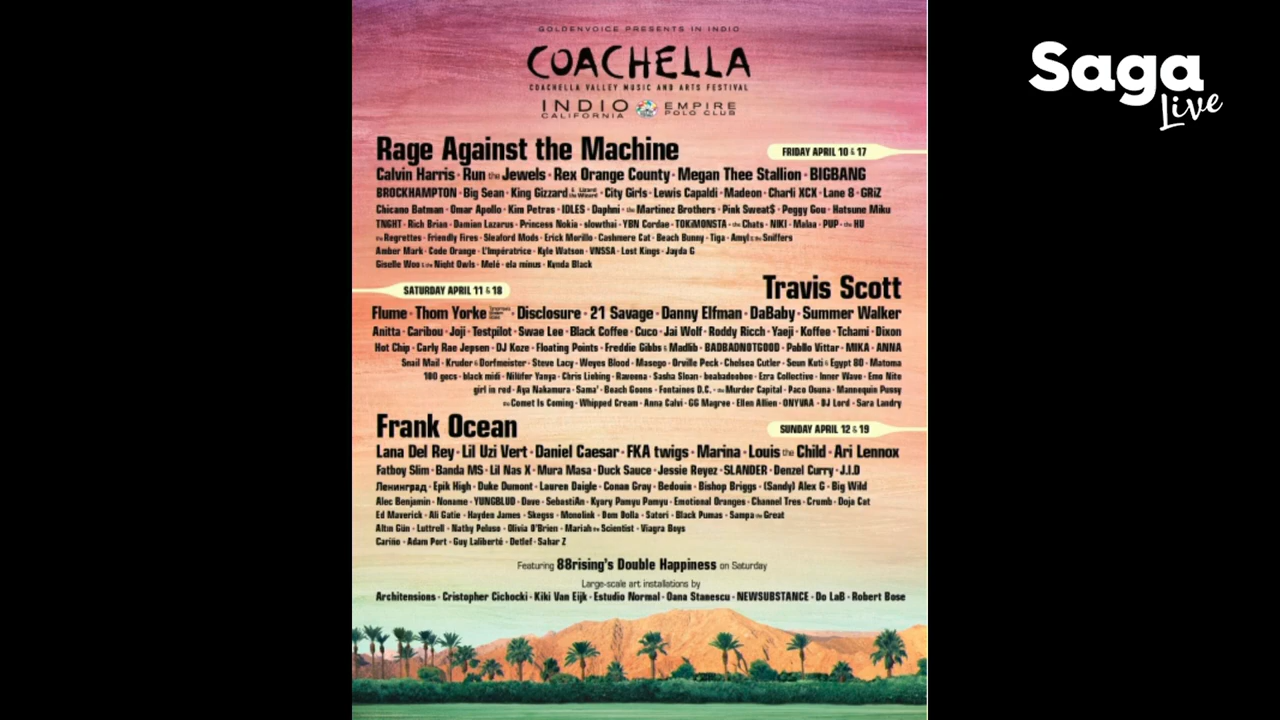 GOLDENVOICE PRESENTS IN INDIO
COACHELLA
COACHELLA VALLEY MUSIC AND ARTS FESTIVAL
INDIO CALIFORNIA EMPIRE POLO CLUB
Saga
Live
Rage Against the Machine
FRIDAY APRIL 10 & 17
Calvin Harris · Run the Jewels · Rex Orange County · Megan Thee Stallion · BIGBANG
BROCKHAMPTON · Big Sean · King Gizzard & the Lizard Wizard · City Girls · Lewis Capaldi · Madeon · Charli XCX · Lane 8 · GRiZ
Chicano Batman · Omar Apollo · Kim Petras · IDLES · Daphni · the Martinez Brothers · Pink Sweat$ · Peggy Gou · Hatsune Miku
TNGHT · Rich Brian · Damian Lazarus · Princess Nokia · slowthai · YBN Cordae · TOKiMONSTA · the Chats · NIKI · Malaa · PUP · the HU
the Regrettes · Friendly Fires · Sleaford Mods · Erick Morillo · Cashmere Cat · Beach Bunny · Tiga · Amyl & the Sniffers
Amber Mark · Code Orange · L'Impératrice · Kyle Watson · VNSSA · Lost Kings · Jayda G
Giselle Woo & the Night Owls · Melé · ela minus · Kynda Black
SATURDAY APRIL 11 & 18
Travis Scott
Flume · Thom Yorke Tomorrow's Modern Boxes · Disclosure · 21 Savage · Danny Elfman · DaBaby · Summer Walker
Anitta · Caribou · Joji · Testpilot · Swae Lee · Black Coffee · Cuco · Jai Wolf · Roddy Ricch · Yaeji · Koffee · Tchami · Dixon
Hot Chip · Carly Rae Jepsen · DJ Koze · Floating Points · Freddie Gibbs & Madlib · BADBADNOTGOOD · Pabllo Vittar · MIKA · ANNA
Snail Mail · Kruder & Dorfmeister · Steve Lacy · Weyes Blood · Masego · Orville Peck · Chelsea Cutler · Seun Kuti & Egypt 80 · Matoma
100 gecs · black midi · Nilüfer Yanya · Chris Liebing · Raveena · Sasha Sloan · beabadoobee · Ezra Collective · Inner Wave · Emo Nite
girl in red · Aya Nakamura · Sama' · Beach Goons · Fontaines D.C. · the Murder Capital · Paco Osuna · Mannequin Pussy
the Comet Is Coming · Whipped Cream · Anna Calvi · GG Magree · Ellen Allien · ONYVAA · DJ Lord · Sara Landry
Frank Ocean
SUNDAY APRIL 12 & 19
Lana Del Rey · Lil Uzi Vert · Daniel Caesar · FKA twigs · Marina · Louis the Child · Ari Lennox
Fatboy Slim · Banda MS · Lil Nas X · Mura Masa · Duck Sauce · Jessie Reyez · SLANDER · Denzel Curry · J.I.D
Ленинград · Epik High · Duke Dumont · Lauren Daigle · Conan Gray · Bedouin · Bishop Briggs · (Sandy) Alex G · Big Wild
Alec Benjamin · Noname · YUNGBLUD · Dave · SebastiAn · Kyary Pamyu Pamyu · Emotional Oranges · Channel Tres · Crumb · Doja Cat
Ed Maverick · Ali Gatie · Hayden James · Skegss · Monolink · Dom Dolla · Satori · Black Pumas · Sampa the Great
Altın Gün · Luttrell · Nathy Peluso · Olivia O'Brien · Mariah the Scientist · Viagra Boys
Cariño · Adam Port · Guy Laliberté · Detlef · Sahar Z
Featuring 88rising's Double Happiness on Saturday
Large-scale art installations by
Architensions · Cristopher Cichocki · Kiki Van Eijk · Estudio Normal · Oana Stanescu · NEWSUBSTANCE · Do LaB · Robert Bose